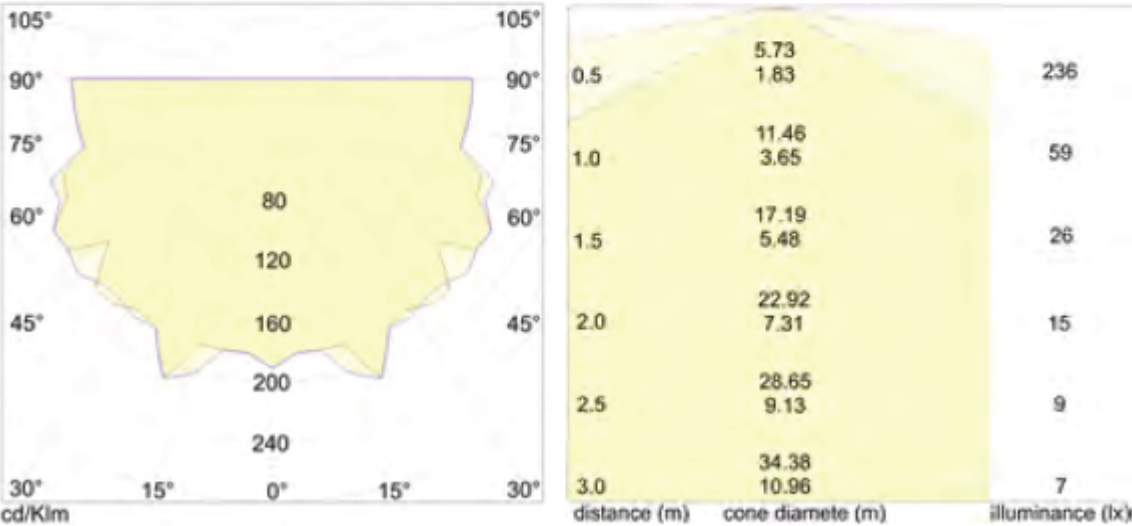 105° 105°
90° 90°
75° 75°
80
60° 60°
120
45° 160 45°
200
240
30° 15° 0° 15° 30°
cd/Klm
5.73
0.5 1.83 236
11.46
1.0 3.65 59
17.19
1.5 5.48 26
22.92
2.0 7.31 15
28.65
2.5 9.13 9
34.38
3.0 10.96 7
distance (m) cone diamete (m) illuminance (lx)